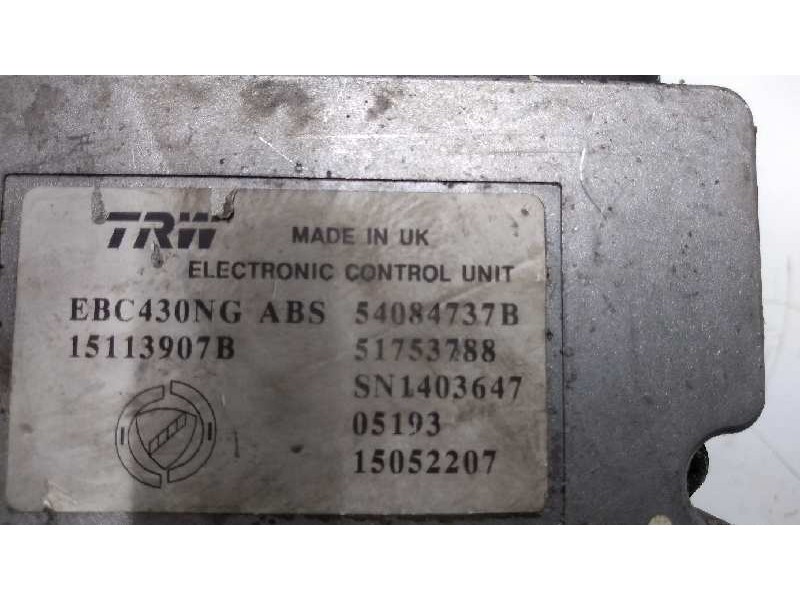 TRW MADE IN UK
ELECTRONIC CONTROL UNIT
EBC430NG ABS 54084737B
15113907B 51753788
SN1403647
05193
15052207